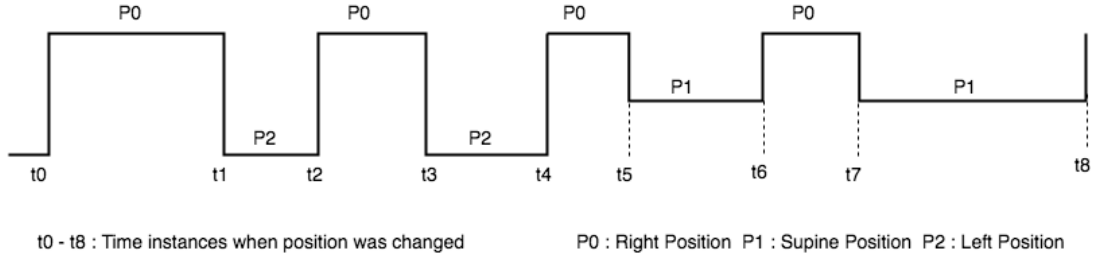 P0 P0 P0 P0
P1 P1
P2 P2
t0 t1 t2 t3 t4 t5 t6 t7 t8
t0 - t8 : Time instances when position was changed
P0 : Right Position P1 : Supine Position P2 : Left Position